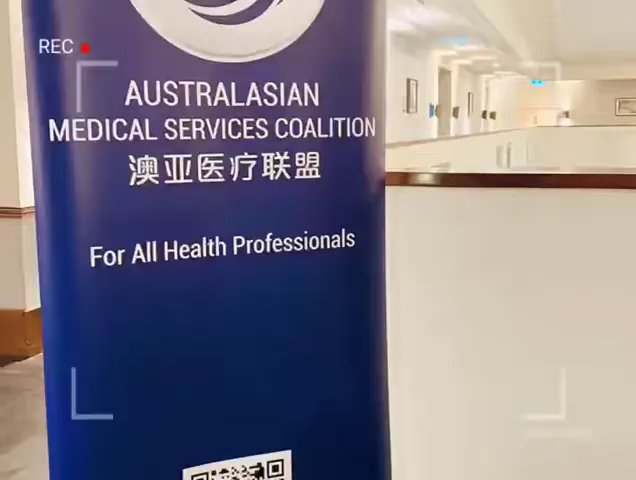 REC
AUSTRALASIAN
MEDICAL SERVICES COALITION
澳亚医疗联盟
For All Health Professionals